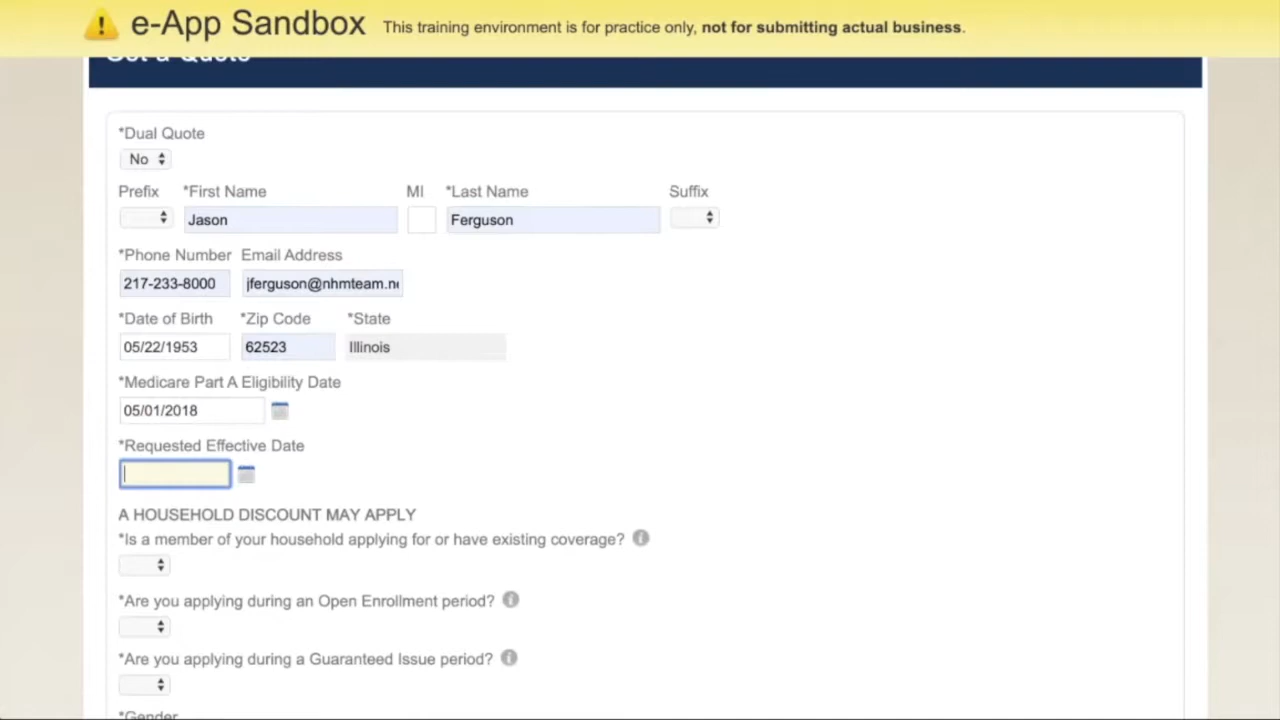 e-App Sandbox This training environment is for practice only, not for submitting actual business.
Get a Quote
*Dual Quote
No
Prefix *First Name MI *Last Name Suffix
Jason Ferguson
*Phone Number Email Address
217-233-8000 jferguson@nhmteam.n
*Date of Birth *Zip Code *State
05/22/1953 62523 Illinois
*Medicare Part A Eligibility Date
05/01/2018
*Requested Effective Date
A HOUSEHOLD DISCOUNT MAY APPLY
*Is a member of your household applying for or have existing coverage?
*Are you applying during an Open Enrollment period?
*Are you applying during a Guaranteed Issue period?
*Gender